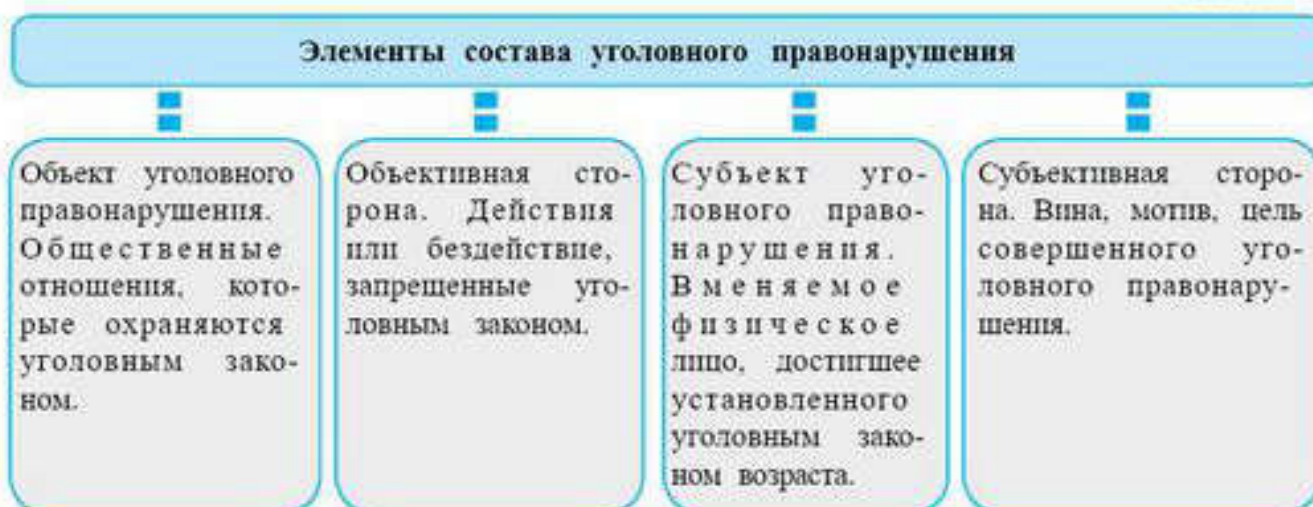 Элементы состава уголовного правонарушения
Объект уголовного
правонарушения.
Общественные
отношения, кото-
рые охраняются
уголовным зако-
ном.
Объективная сто-
рона. Действия
или бездействие,
запрещенные уго-
ловным законом.
Субъект уго-
ловного право-
нарушения.
Вменяемое
физическое
лицо, достигшее
установленного
уголовным зако-
ном возраста.
Субъективная сторо-
на. Вина, мотив, цель
совершенного уго-
ловного правонару-
шения.